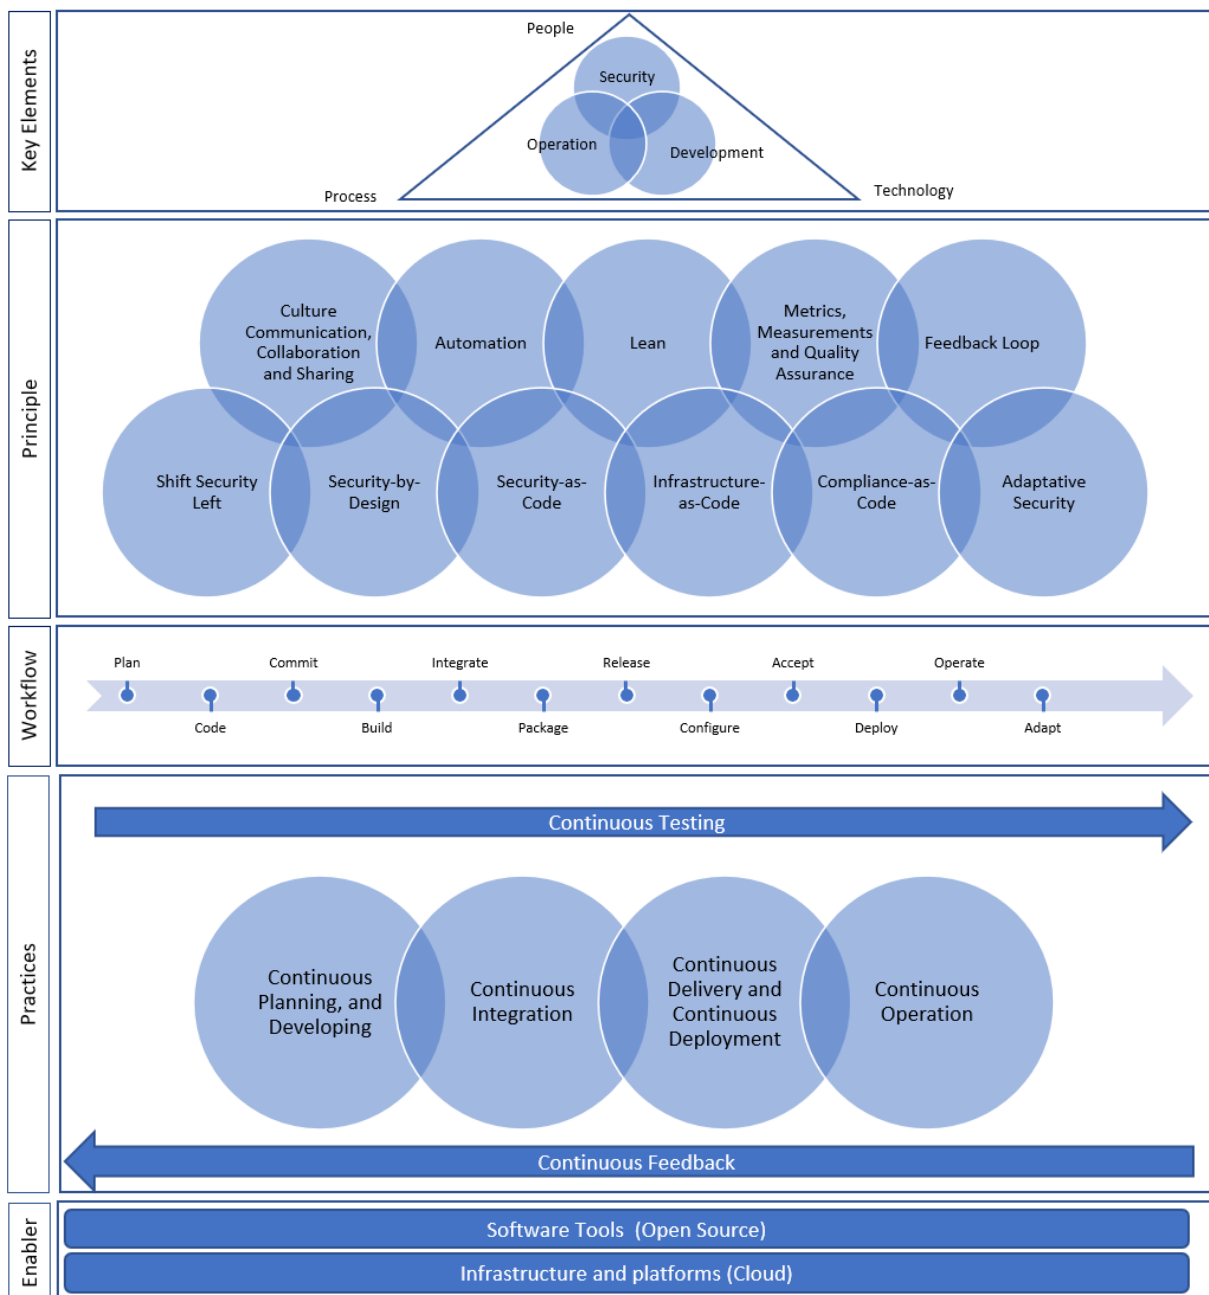 Key Elements
People
Security
Operation
Development
Process
Technology
Principle
Culture
Communication,
Collaboration
and Sharing
Automation
Lean
Metrics,
Measurements
and Quality
Assurance
Feedback Loop
Shift Security
Left
Security-by-
Design
Security-as-
Code
Infrastructure-
as-Code
Compliance-as-
Code
Adaptative
Security
Workflow
Plan
Commit
Integrate
Release
Accept
Operate
Code
Build
Package
Configure
Deploy
Adapt
Practices
Continuous Testing
Continuous
Planning, and
Developing
Continuous
Integration
Continuous
Delivery and
Continuous
Deployment
Continuous
Operation
Continuous Feedback
Enabler
Software Tools (Open Source)
Infrastructure and platforms (Cloud)